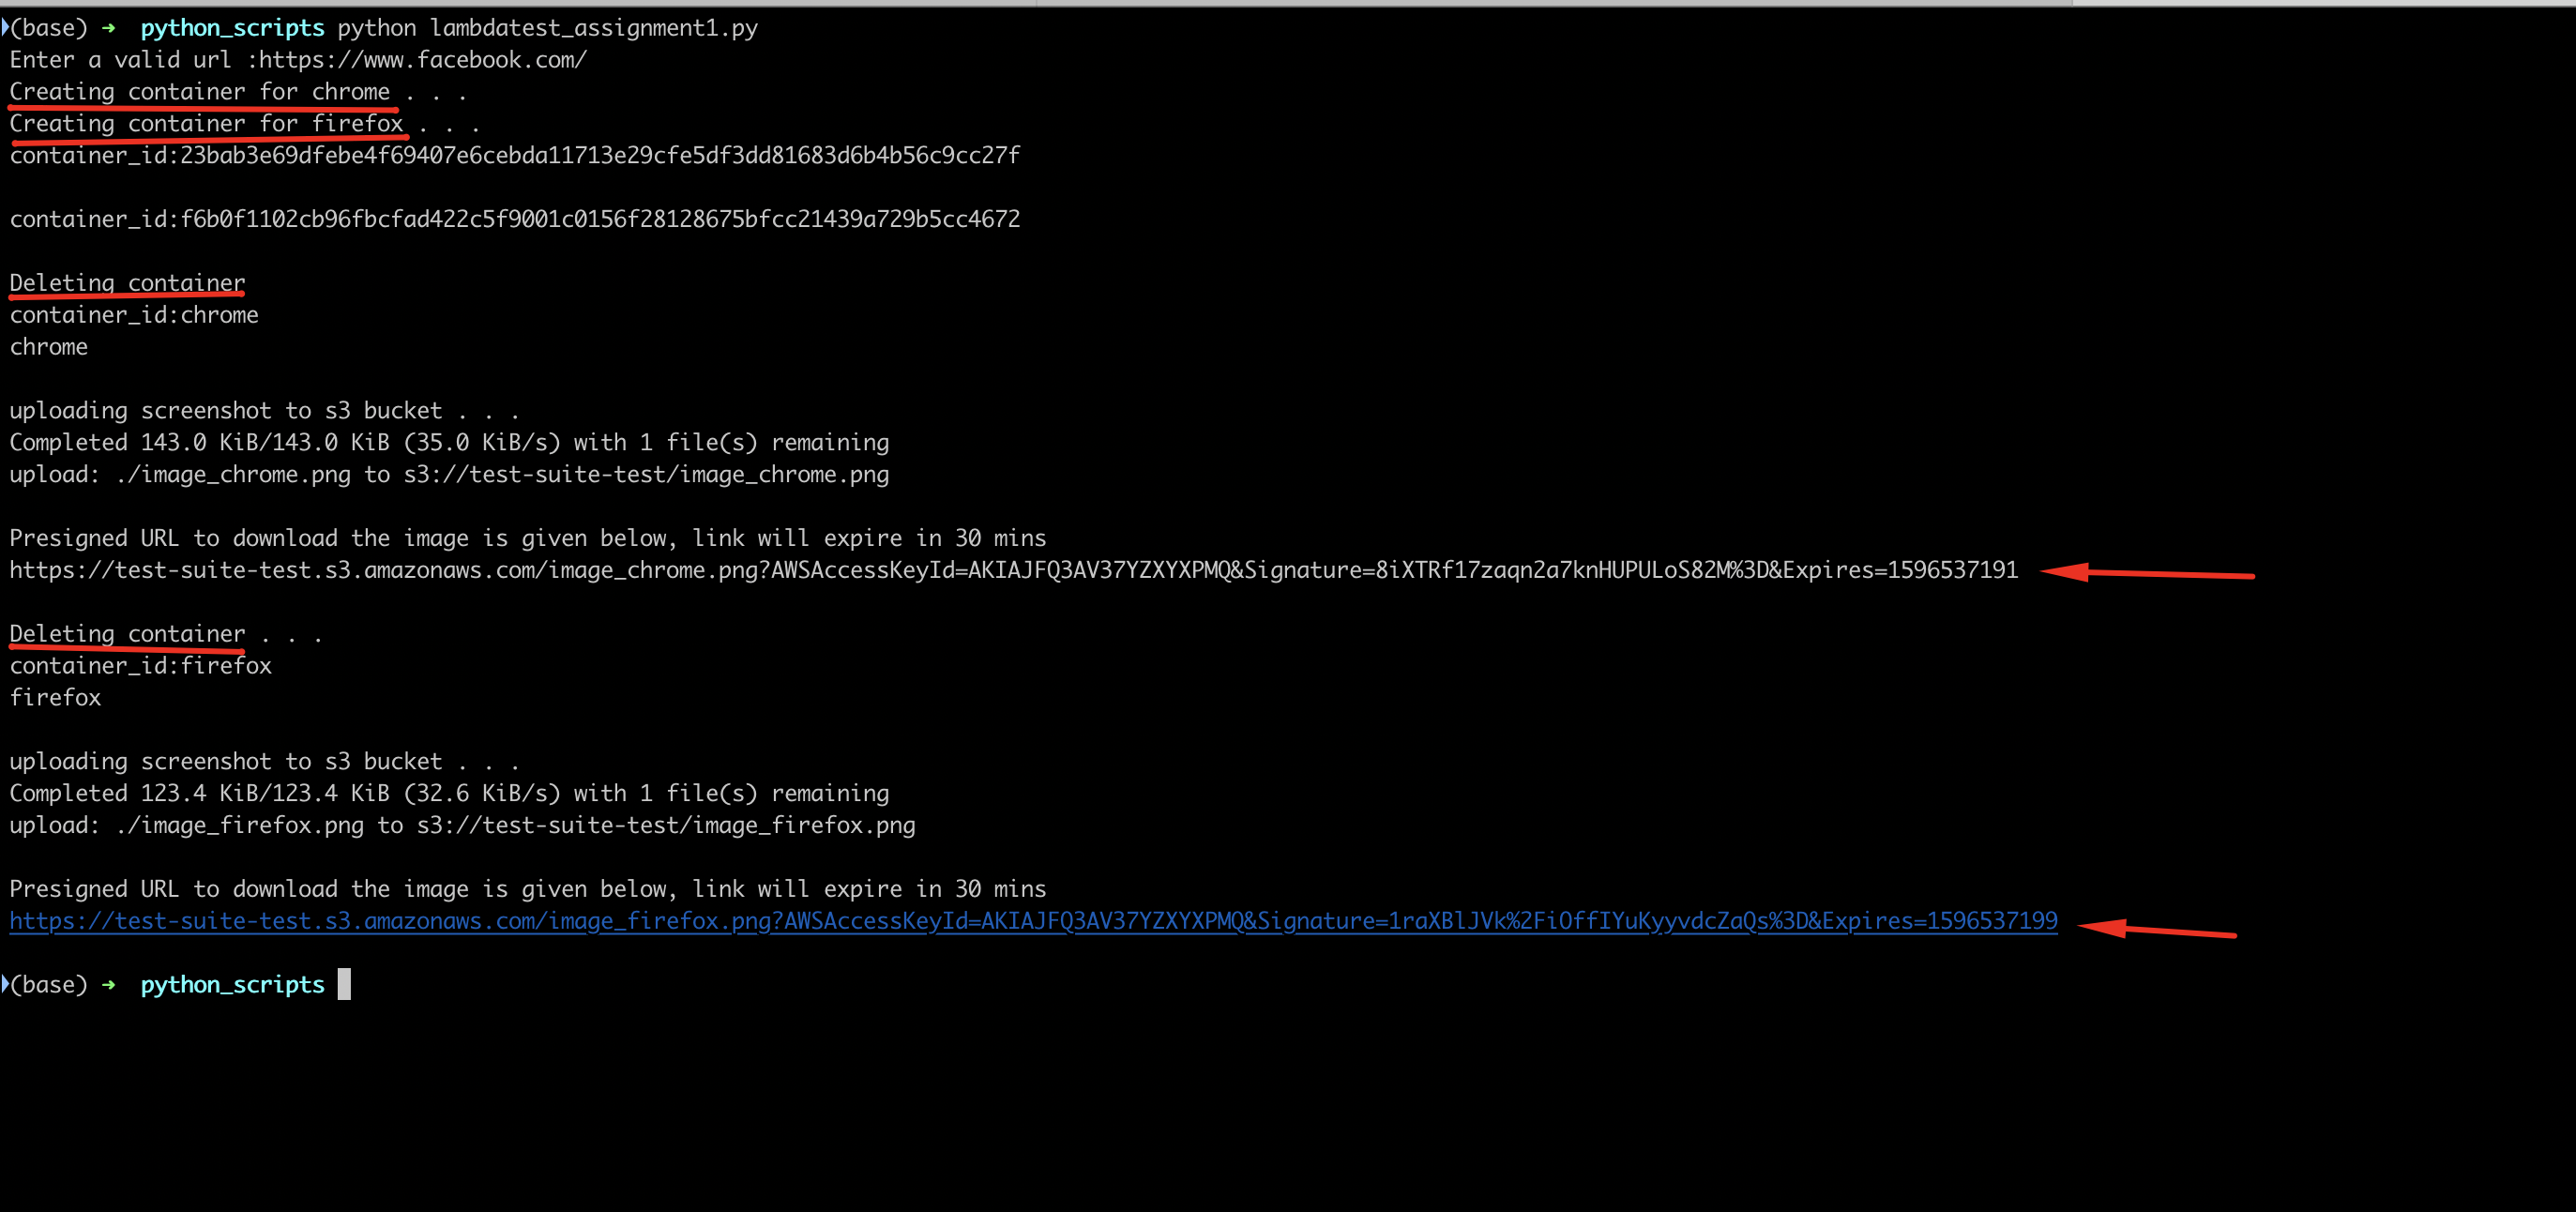 (base) → python_scripts python lambdatest_assignment1.py
Enter a valid url :https://www.facebook.com/
Creating container for chrome . . .
Creating container for firefox . . .
container_id:23bab3e69dfebe4f69407e6cebda11713e29cfe5df3dd81683d6b4b56c9cc27f
container_id:f6b0f1102cb96fbcfad422c5f9001c0156f28128675bfcc21439a729b5cc4672
Deleting container
container_id:chrome
chrome
uploading screenshot to s3 bucket . . .
Completed 143.0 KiB/143.0 KiB (35.0 KiB/s) with 1 file(s) remaining
upload: ./image_chrome.png to s3://test-suite-test/image_chrome.png
Presigned URL to download the image is given below, link will expire in 30 mins
https://test-suite-test.s3.amazonaws.com/image_chrome.png?AWSAccessKeyId=AKIAJFQ3AV37YZXYXPMQ&Signature=8iXTRf17zaqn2a7knHUPULoS82M%3D&Expires=1596537191
Deleting container . . .
container_id:firefox
firefox
uploading screenshot to s3 bucket . . .
Completed 123.4 KiB/123.4 KiB (32.6 KiB/s) with 1 file(s) remaining
upload: ./image_firefox.png to s3://test-suite-test/image_firefox.png
Presigned URL to download the image is given below, link will expire in 30 mins
https://test-suite-test.s3.amazonaws.com/image_firefox.png?AWSAccessKeyId=AKIAJFQ3AV37YZXYXPMQ&Signature=1raXBlJVk%2FiOffIYuKyyvdcZaQs%3D&Expires=1596537199
(base) → python_scripts